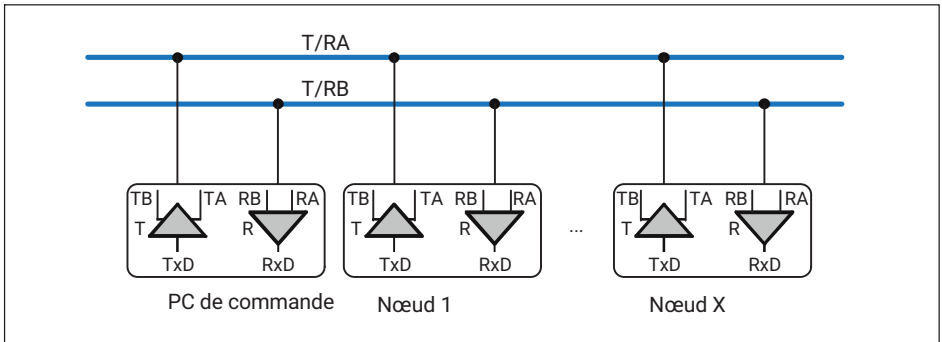 T/RA
T/RB
TB TA RB RA TB TA RB RA TB TA RB RA
T R T R ... T R
TxD RxD TxD RxD TxD RxD
PC de commande Nœud 1 Nœud X